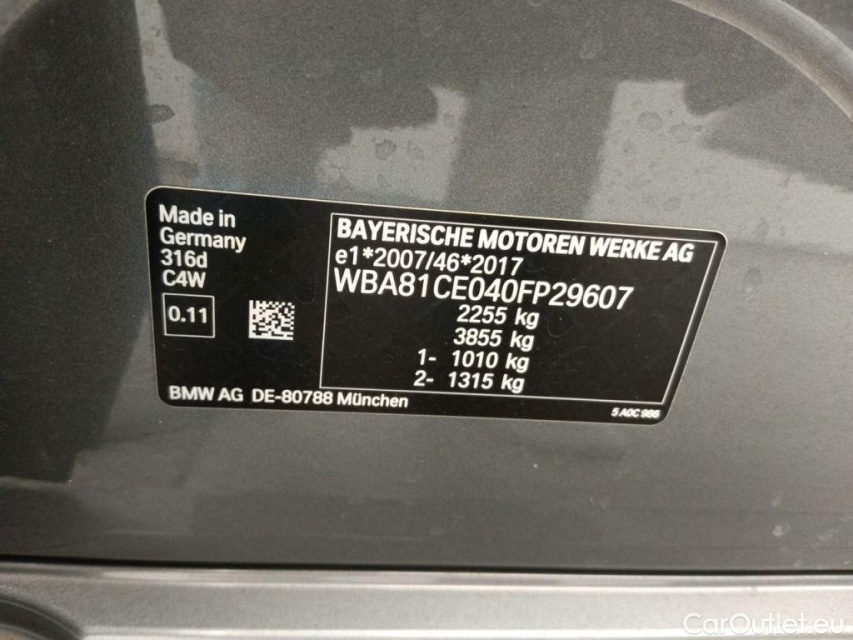 Made in
Germany
316d
C4W
0.11
BAYERISCHE MOTOREN WERKE AG
e1*2007/46*2017
WBA81CE040FP29607
2255 kg
3855 kg
1- 1010 kg
2- 1315 kg
BMW AG DE-80788 München
5 A0C 986
CarOutlet.eu